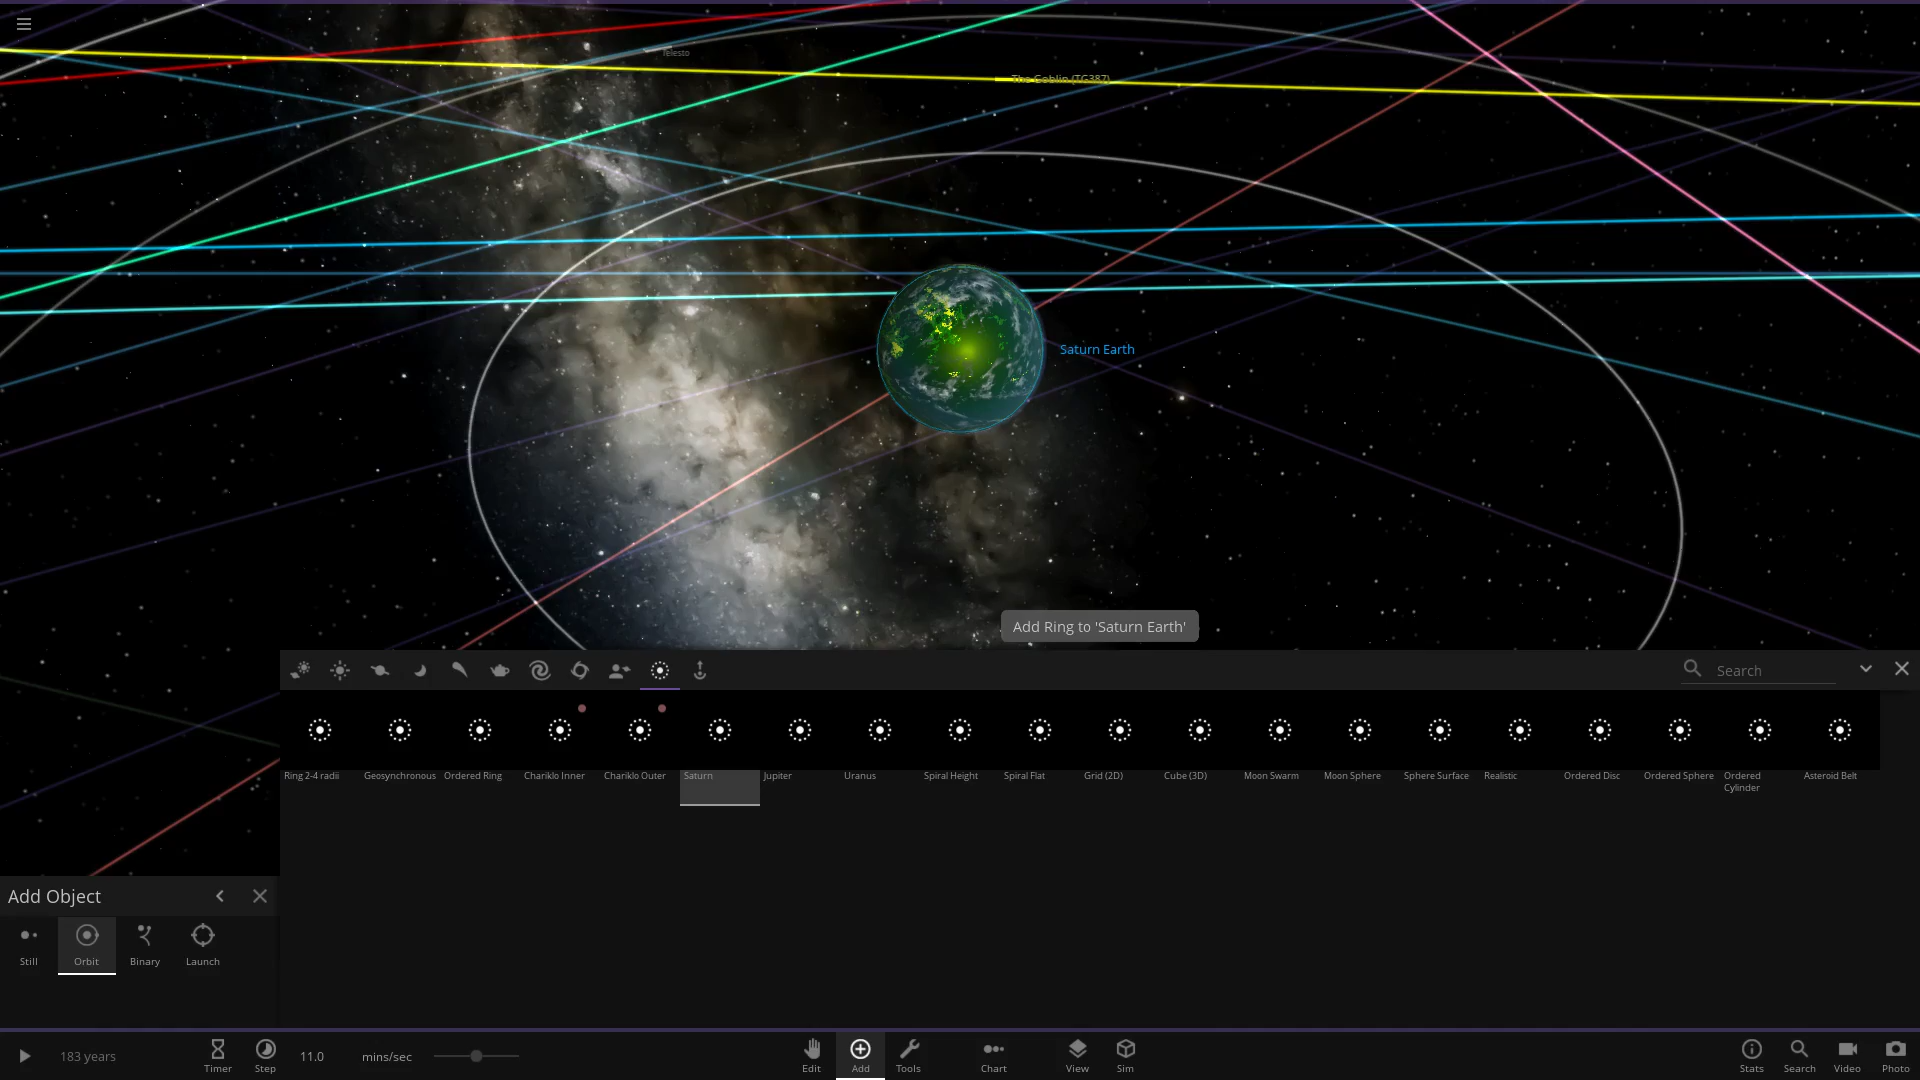 Telesto
The Goblin (TG387)
Saturn Earth
Add Ring to 'Saturn Earth'
Search
Ring 2-4 radii
Geosynchronous
Ordered Ring
Chariklo Inner
Chariklo Outer
Saturn
Jupiter
Uranus
Spiral Height
Spiral Flat
Grid (2D)
Cube (3D)
Moon Swarm
Moon Sphere
Sphere Surface
Realistic
Ordered Disc
Ordered Sphere
Ordered
Cylinder
Asteroid Belt
Add Object
Still
Orbit
Binary
Launch
183 years
Timer
Step
11.0
mins/sec
Edit
Add
Tools
Chart
View
Sim
Stats
Search
Video
Photo